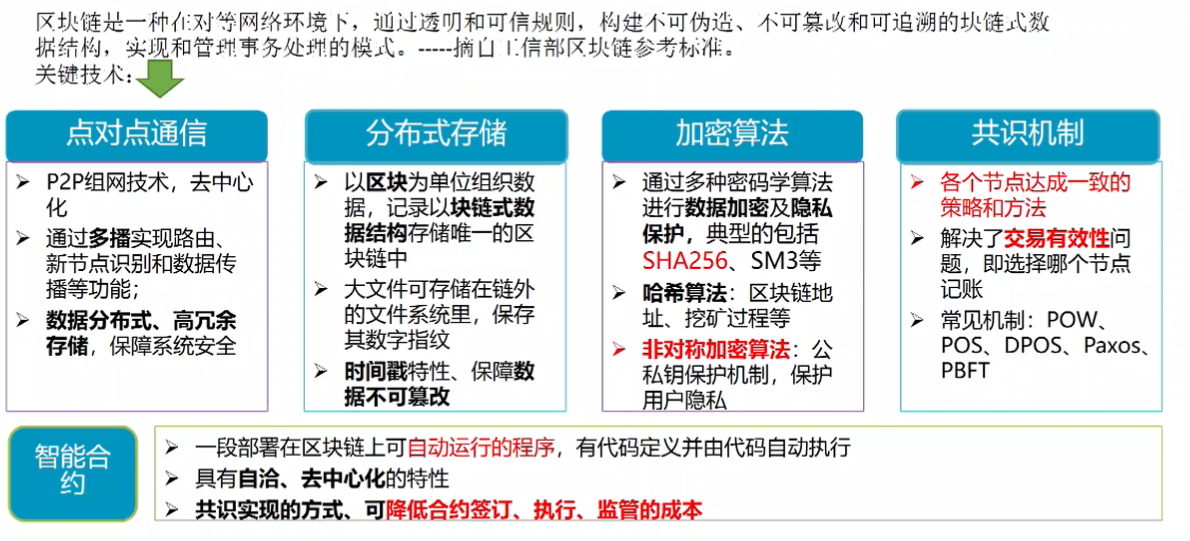 区块链是一种在对等网络环境下，通过透明和可信规则，构建不可伪造、不可篡改和可追溯的块链式数
据结构，实现和管理事务处理的模式。-----摘自工信部区块链参考标准。
关键技术：
点对点通信
➢ P2P组网技术，去中心
化
➢ 通过多播实现路由、
新节点识别和数据传
播等功能；
➢ 数据分布式、高冗余
存储，保障系统安全
分布式存储
➢ 以区块为单位组织数
据，记录以块链式数
据结构存储唯一的区
块链中
➢ 大文件可存储在链外
的文件系统里，保存
其数字指纹
➢ 时间戳特性、保障数
据不可篡改
加密算法
➢ 通过多种密码学算法
进行数据加密及隐私
保护，典型的包括
SHA256、SM3等
➢ 哈希算法：区块链地
址、挖矿过程等
➢ 非对称加密算法：公
私钥保护机制，保护
用户隐私
共识机制
➢ 各个节点达成一致的
策略和方法
➢ 解决了交易有效性问
题，即选择哪个节点
记账
➢ 常见机制：POW、
POS、DPOS、Paxos、
PBFT
智能合
约
➢ 一段部署在区块链上可自动运行的程序，有代码定义并由代码自动执行
➢ 具有自洽、去中心化的特性
➢ 共识实现的方式、可降低合约签订、执行、监管的成本